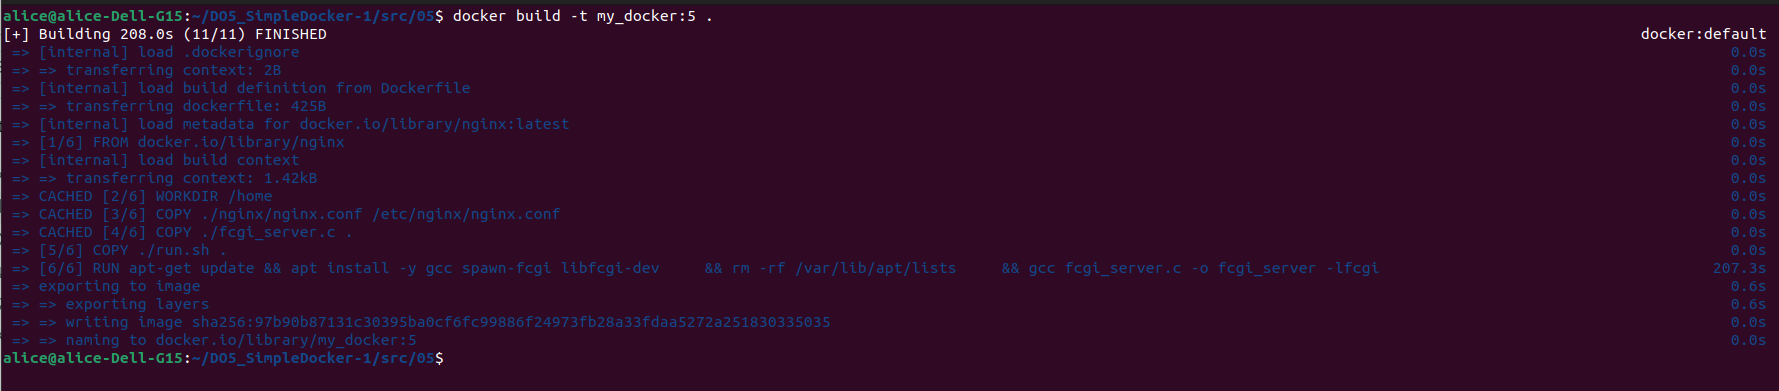 alice@alice-Dell-G15:~/DO5_SimpleDocker-1/src/05$ docker build -t my_docker:5 .
[+] Building 208.0s (11/11) FINISHED docker:default
=> [internal] load .dockerignore 0.0s
=> => transferring context: 2B 0.0s
=> [internal] load build definition from Dockerfile 0.0s
=> => transferring dockerfile: 425B 0.0s
=> [internal] load metadata for docker.io/library/nginx:latest 0.0s
=> [1/6] FROM docker.io/library/nginx 0.0s
=> [internal] load build context 0.0s
=> => transferring context: 1.42kB 0.0s
=> CACHED [2/6] WORKDIR /home 0.0s
=> CACHED [3/6] COPY ./nginx/nginx.conf /etc/nginx/nginx.conf 0.0s
=> CACHED [4/6] COPY ./fcgi_server.c . 0.0s
=> [5/6] COPY ./run.sh . 0.0s
=> [6/6] RUN apt-get update && apt install -y gcc spawn-fcgi libfcgi-dev     && rm -rf /var/lib/apt/lists     && gcc fcgi_server.c -o fcgi_server -lfcgi 207.3s
=> exporting to image 0.6s
=> => exporting layers 0.6s
=> => writing image sha256:97b90b87131c30395ba0cf6fc99886f24973fb28a33fdaa5272a251830335035 0.0s
=> => naming to docker.io/library/my_docker:5 0.0s
alice@alice-Dell-G15:~/DO5_SimpleDocker-1/src/05$